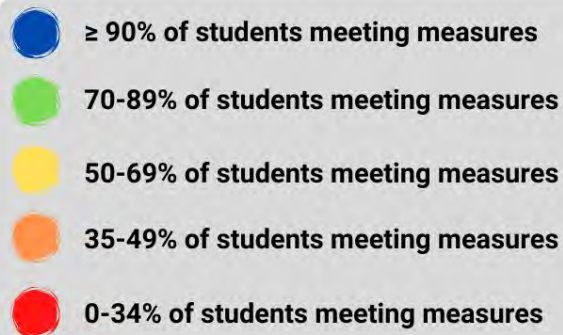 ≥ 90% of students meeting measures
70-89% of students meeting measures
50-69% of students meeting measures
35-49% of students meeting measures
0-34% of students meeting measures